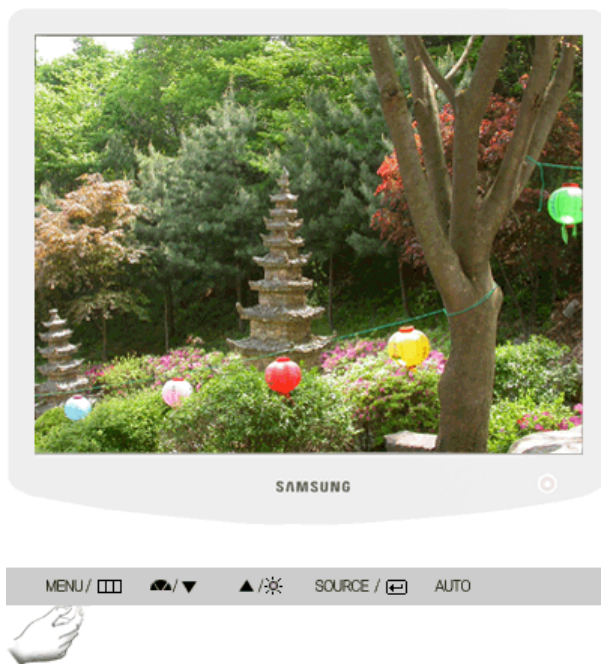 SAMSUNG
MENU / ▥ ▼ ▲ / ☼ SOURCE / ↵ AUTO